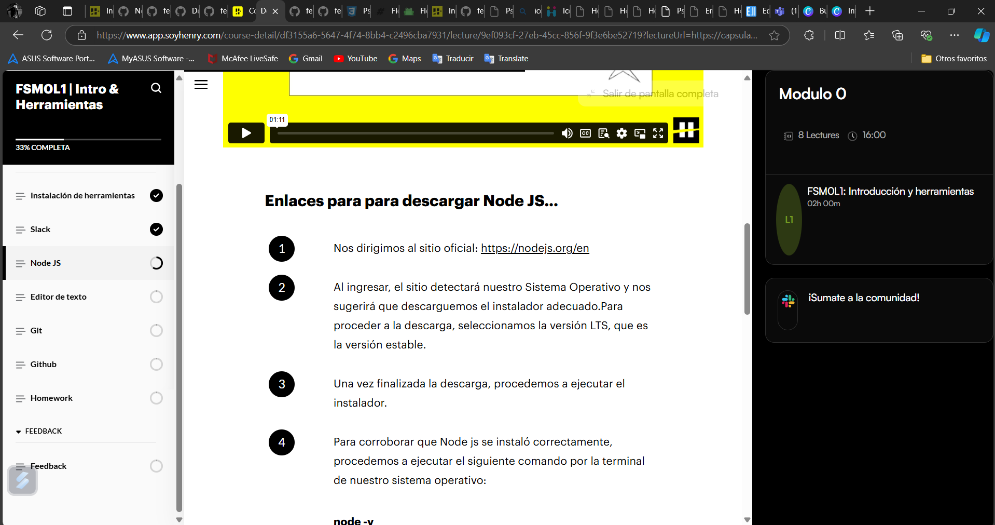 https://www.app.soyhenry.com/course-detail/df3155a6-5647-4f74-8bb4-c2496cba7931/lecture/9ef093cf-27eb-45cc-856f-9f3e6be52719?lectureUrl=https://capsula...
ASUS Software Port...
MyASUS Software -...
McAfee LiveSafe
Gmail
YouTube
Maps
Traducir
Translate
Otros favoritos
FSM0L1 | Intro &
Herramientas
33% COMPLETA
Instalación de herramientas
Slack
Node JS
Editor de texto
Git
Github
Homework
FEEDBACK
Feedback
Salir de pantalla completa
01:11
Enlaces para para descargar Node JS...
1 Nos dirigimos al sitio oficial: https://nodejs.org/en
2 Al ingresar, el sitio detectará nuestro Sistema Operativo y nos
sugerirá que descarguemos el instalador adecuado.Para
proceder a la descarga, seleccionamos la versión LTS, que es
la versión estable.
3 Una vez finalizada la descarga, procedemos a ejecutar el
instalador.
4 Para corroborar que Node js se instaló correctamente,
procedemos a ejecutar el siguiente comando por la terminal
de nuestro sistema operativo:
node -v
Modulo 0
8 Lectures 16:00
L1
FSM0L1: Introducción y herramientas
02h 00m
¡Sumate a la comunidad!